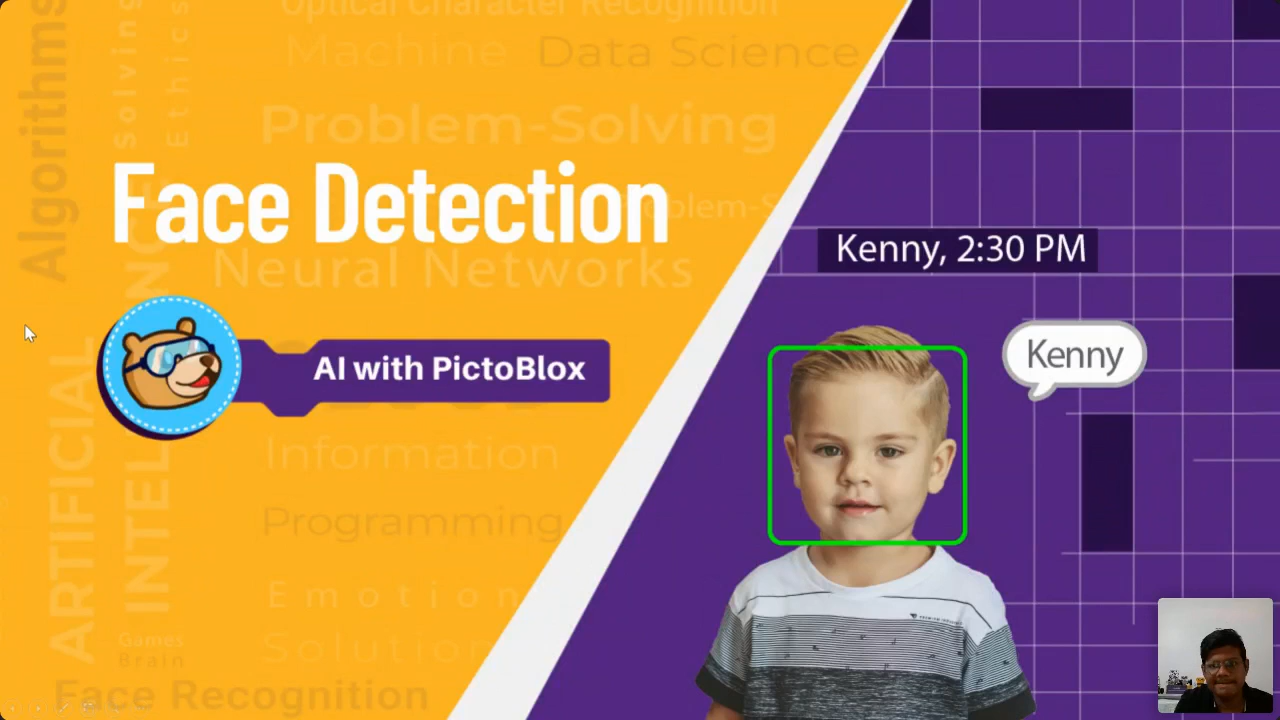 Optical Character Recognition
Machine
Data Science
Algorithms
Solving
Ethics
Problem-Solving
Face Detection
Problem-S
Neural Networks
Kenny, 2:30 PM
Kenny
AI with PictoBlox
ARTIFICIAL
INTELLIGENCE
Information
Programming
Emotion
Games
Brain
Solution
Face Recognition